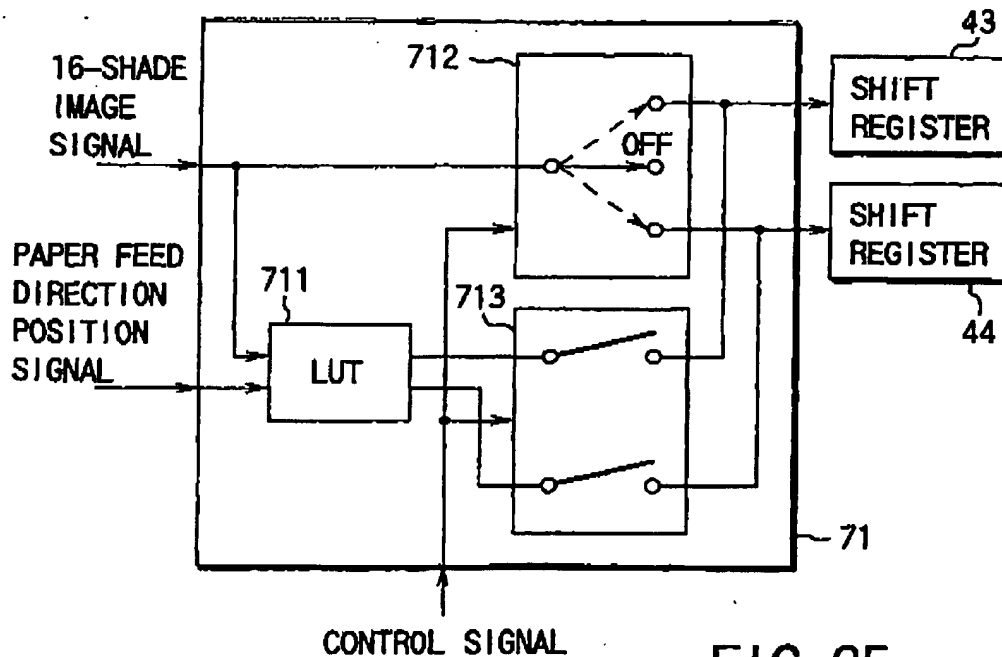 16-SHADE
IMAGE
SIGNAL
PAPER FEED
DIRECTION
POSITION
SIGNAL
711
LUT
712
OFF
713
43
SHIFT
REGISTER
SHIFT
REGISTER
44
71
CONTROL SIGNAL